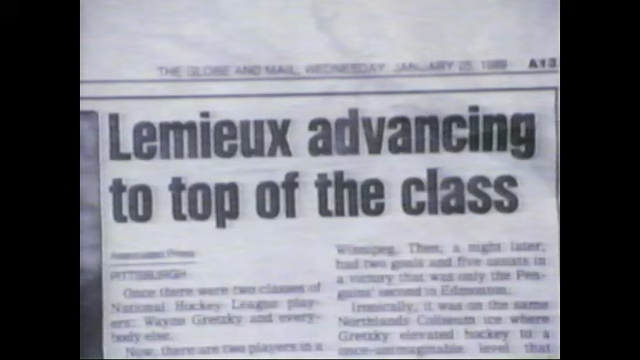 THE GLOBE AND MAIL, WEDNESDAY, JANUARY 25, 1989 A13
Lemieux advancing
to top of the class
Associated Press
PITTSBURGH
Once there were two classes of
National Hockey League play-
ers: Wayne Gretzky and every-
body else.
Now, there are two players in a
Winnipeg. Then, a night later,
had two goals and five assists in
a victory that was only the Pen-
guins' second in Edmonton.
Ironically, it was on the same
Northlands Coliseum ice where
Gretzky elevated hockey to a
once-unimaginable level that